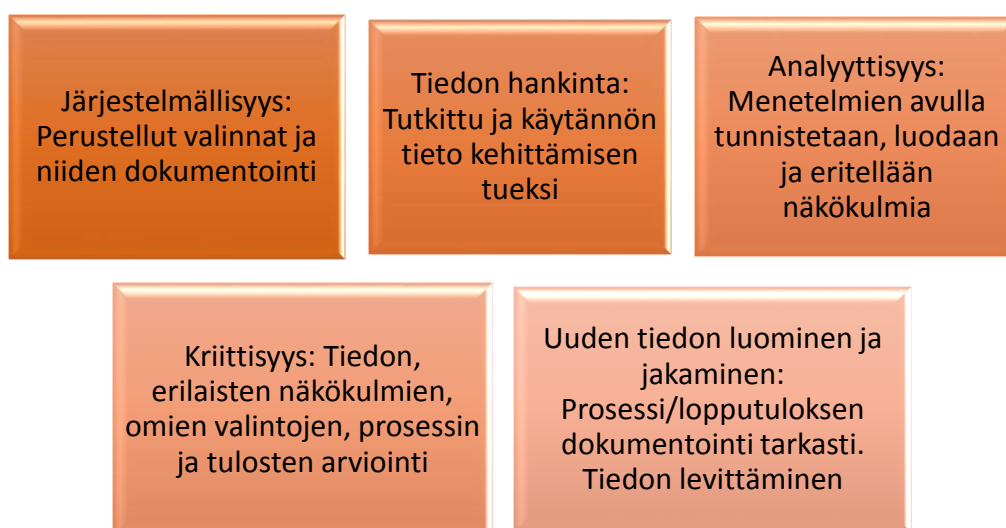 Järjestelmällisyys:
Perustellut valinnat ja
niiden dokumentointi
Tiedon hankinta:
Tutkittu ja käytännön
tieto kehittämisen
tueksi
Analyyttisyys:
Menetelmien avulla
tunnistetaan, luodaan
ja eritellään
näkökulmia
Kriittisyys: Tiedon,
erilaisten näkökulmien,
omien valintojen, prosessin
ja tulosten arviointi
Uuden tiedon luominen ja
jakaminen:
Prosessi/lopputuloksen
dokumentointi tarkasti.
Tiedon levittäminen